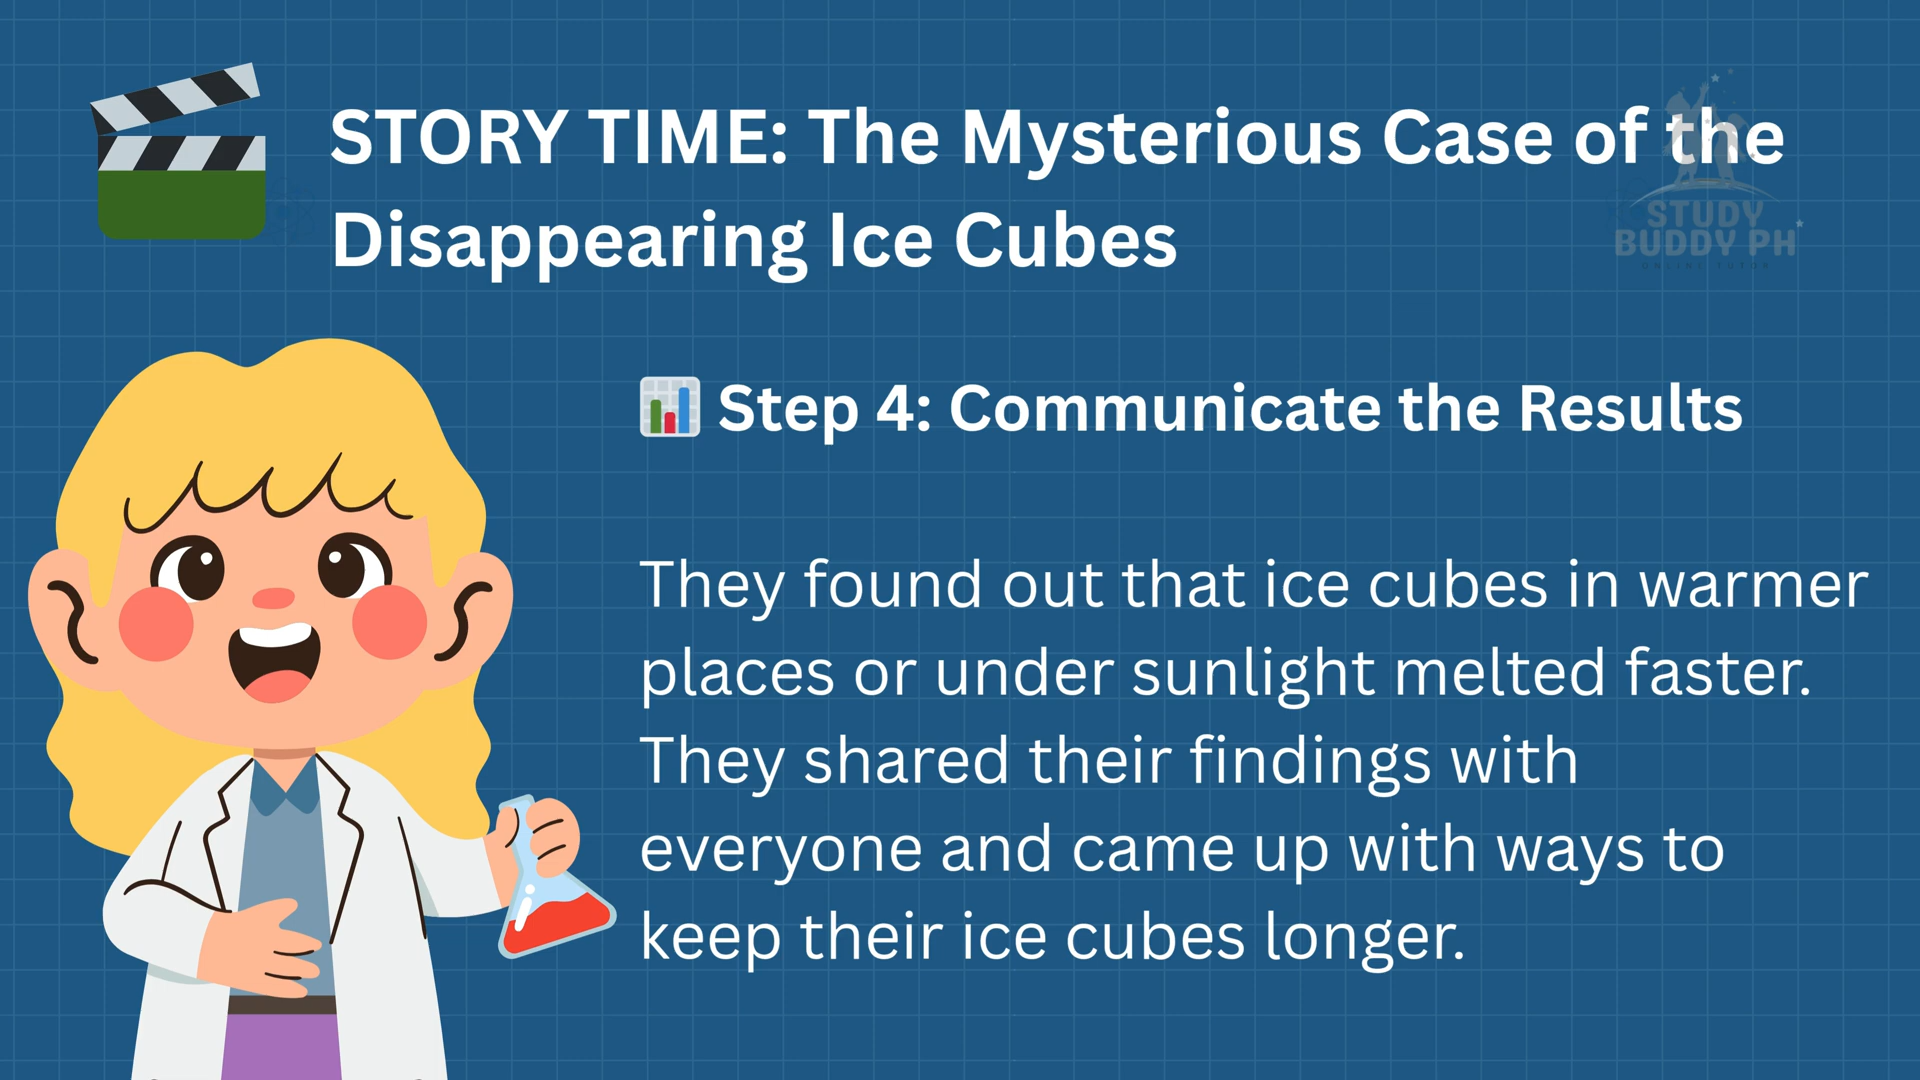 STORY TIME: The Mysterious Case of the
Disappearing Ice Cubes
STUDY
BUDDY PH
ONLINE TUTOR
📊 Step 4: Communicate the Results
They found out that ice cubes in warmer
places or under sunlight melted faster.
They shared their findings with
everyone and came up with ways to
keep their ice cubes longer.